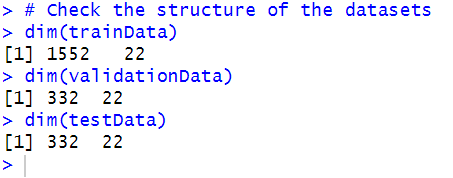 > # Check the structure of the datasets
> dim(trainData)
[1] 1552   22
> dim(validationData)
[1] 332  22
> dim(testData)
[1] 332  22
>